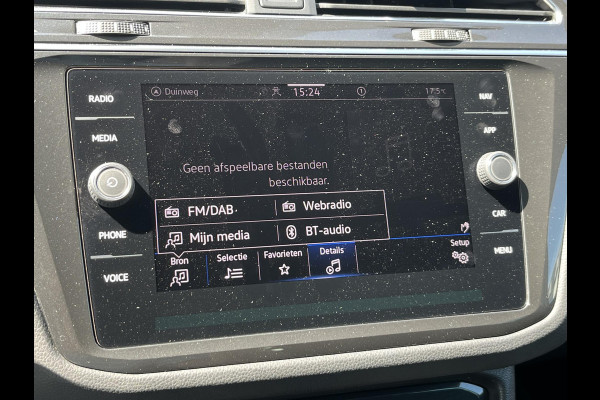 Duinweg 15:24 17.5°C
RADIO
MEDIA
PHONE
VOICE
NAV
APP
CAR
MENU
Geen afspeelbare bestanden
beschikbaar.
FM/DAB Webradio
Mijn media BT-audio
Bron Selectie Favorieten Details Setup